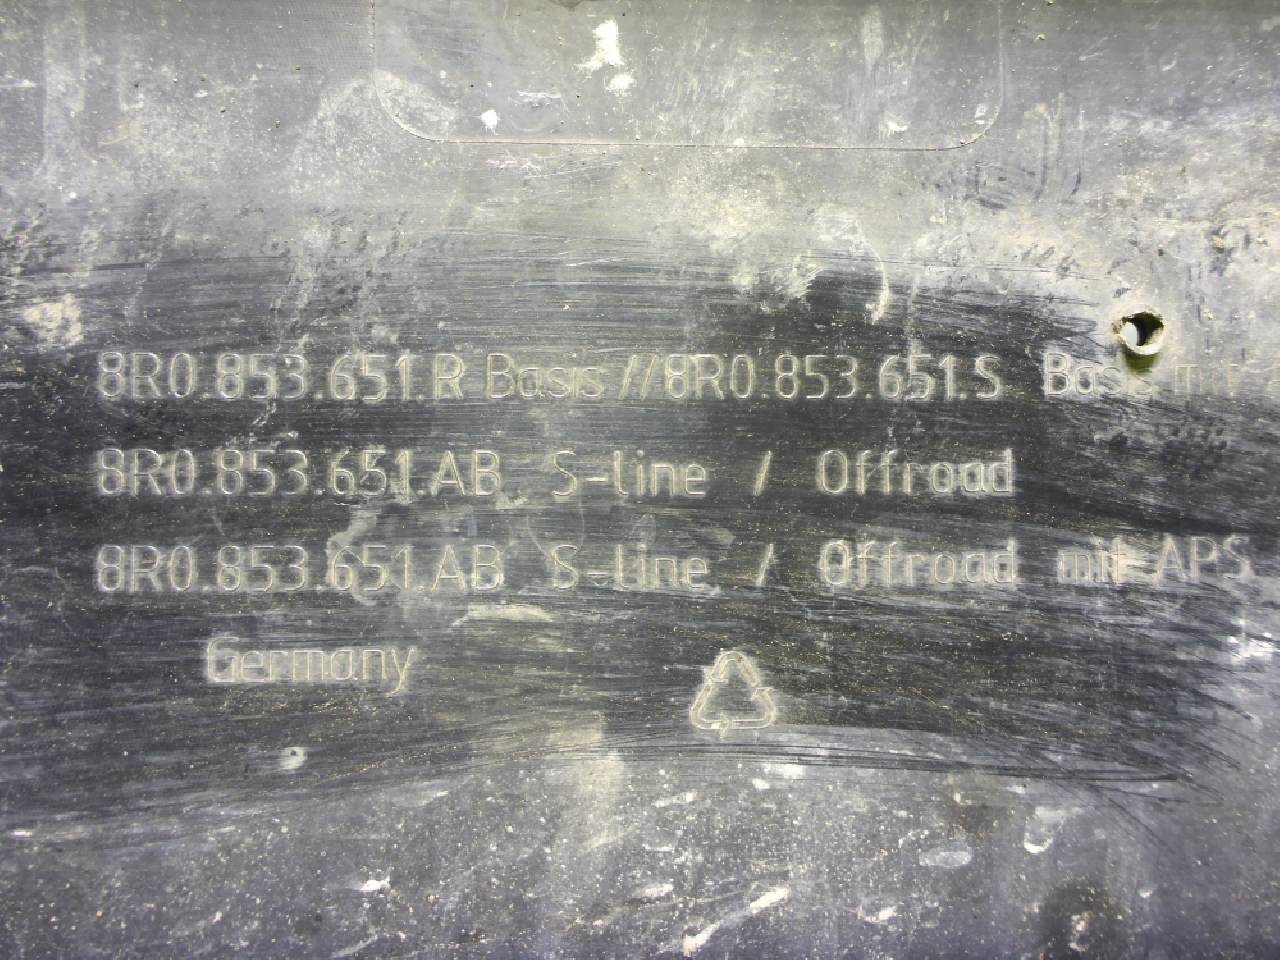 8R0.853.651.R Basis //8R0.853.651.S Basis mit
8R0.853.651.AB S-line / Offroad
8R0.853.651.AB S-line / Offroad mit APS
Germany